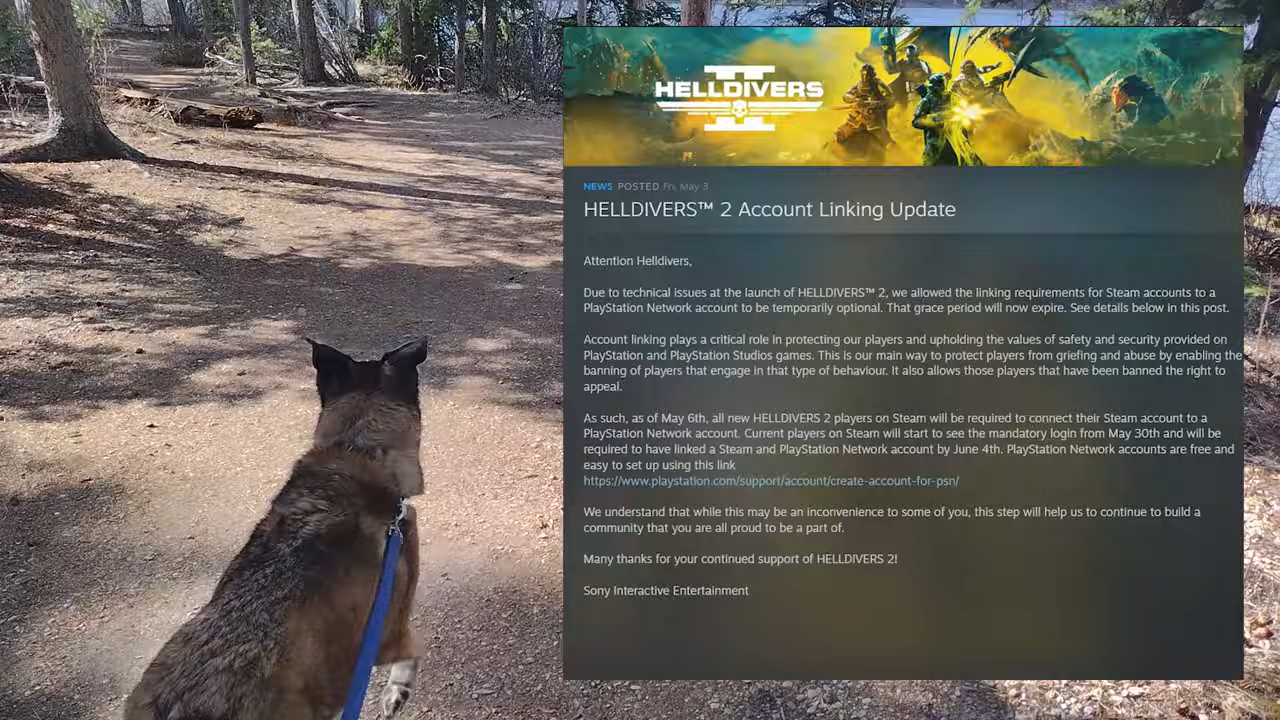 HELLDIVERS
II
NEWS POSTED Fri, May 3
HELLDIVERS™ 2 Account Linking Update
Attention Helldivers,
Due to technical issues at the launch of HELLDIVERS™ 2, we allowed the linking requirements for Steam accounts to a
PlayStation Network account to be temporarily optional. That grace period will now expire. See details below in this post.
Account linking plays a critical role in protecting our players and upholding the values of safety and security provided on
PlayStation and PlayStation Studios games. This is our main way to protect players from griefing and abuse by enabling the
banning of players that engage in that type of behaviour. It also allows those players that have been banned the right to
appeal.
As such, as of May 6th, all new HELLDIVERS 2 players on Steam will be required to connect their Steam account to a
PlayStation Network account. Current players on Steam will start to see the mandatory login from May 30th and will be
required to have linked a Steam and PlayStation Network account by June 4th. PlayStation Network accounts are free and
easy to set up using this link
https://www.playstation.com/support/account/create-account-for-psn/
We understand that while this may be an inconvenience to some of you, this step will help us to continue to build a
community that you are all proud to be a part of.
Many thanks for your continued support of HELLDIVERS 2!
Sony Interactive Entertainment